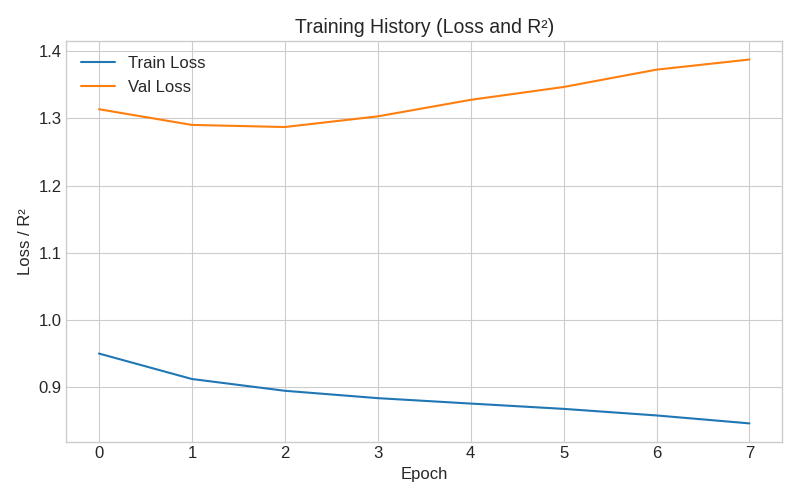 Training History (Loss and R²)
Train Loss
Val Loss
Loss / R²
1.4
1.3
1.2
1.1
1.0
0.9
0 1 2 3 4 5 6 7
Epoch